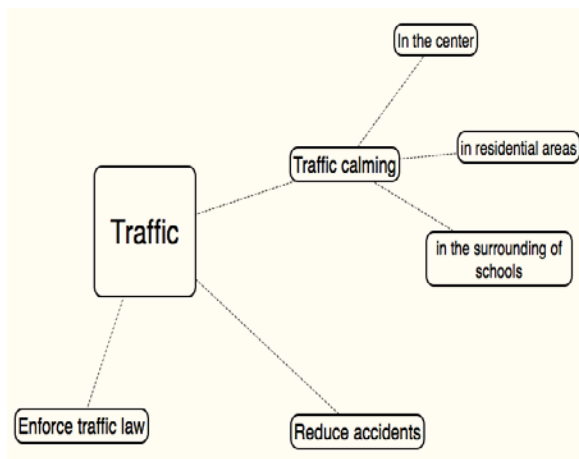 In the center
in residential areas
Traffic calming
Traffic
in the surrounding of
schools
Enforce traffic law
Reduce accidents